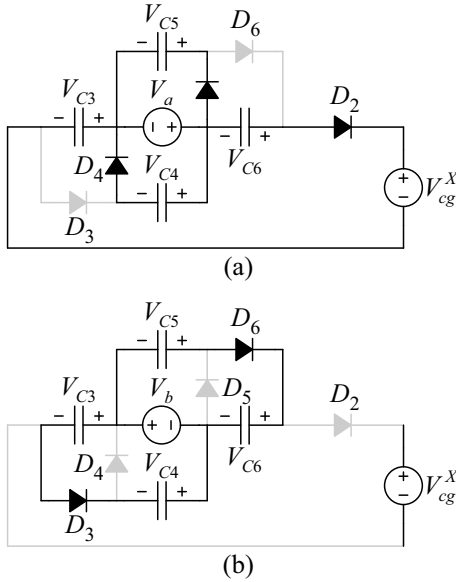 V_{C5}
D_6
V_{C3}
V_a
D_2
D_4
V_{C4}
V_{C6}
V_{cg}^X
D_3
(a)
V_{C5}
D_6
V_{C3}
V_b
D_5
D_2
D_4
V_{C4}
V_{C6}
V_{cg}^X
D_3
(b)